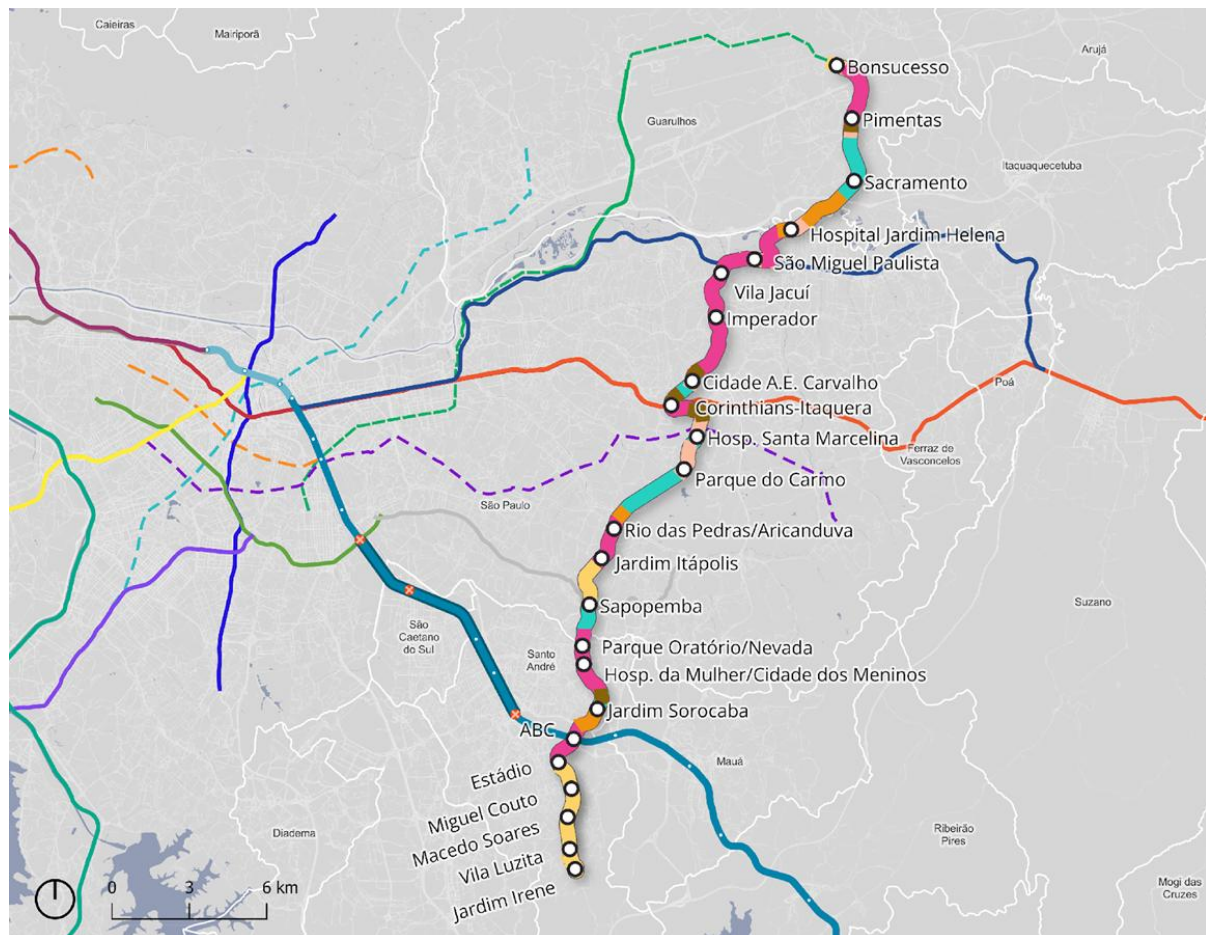 Caieiras
Mairiporã
Arujá
Bonsucesso
Guarulhos
Pimentas
Itaquaquecetuba
Sacramento
Hospital Jardim Helena
São Miguel Paulista
Vila Jacuí
Imperador
Cidade A.E. Carvalho
Poá
Corinthians-Itaquera
Hosp. Santa Marcelina
Ferraz de
Vasconcelos
Parque do Carmo
São Paulo
Rio das Pedras/Aricanduva
Jardim Itápolis
Sapopemba
Suzano
São
Caetano
do Sul
Santo
André
Parque Oratório/Nevada
Hosp. da Mulher/Cidade dos Meninos
Jardim Sorocaba
ABC
Mauá
Estádio
Miguel Couto
Diadema
Macedo Soares
Ribeirão
Pires
Vila Luzita
Jardim Irene
0 3 6 km
Mogi das
Cruzes